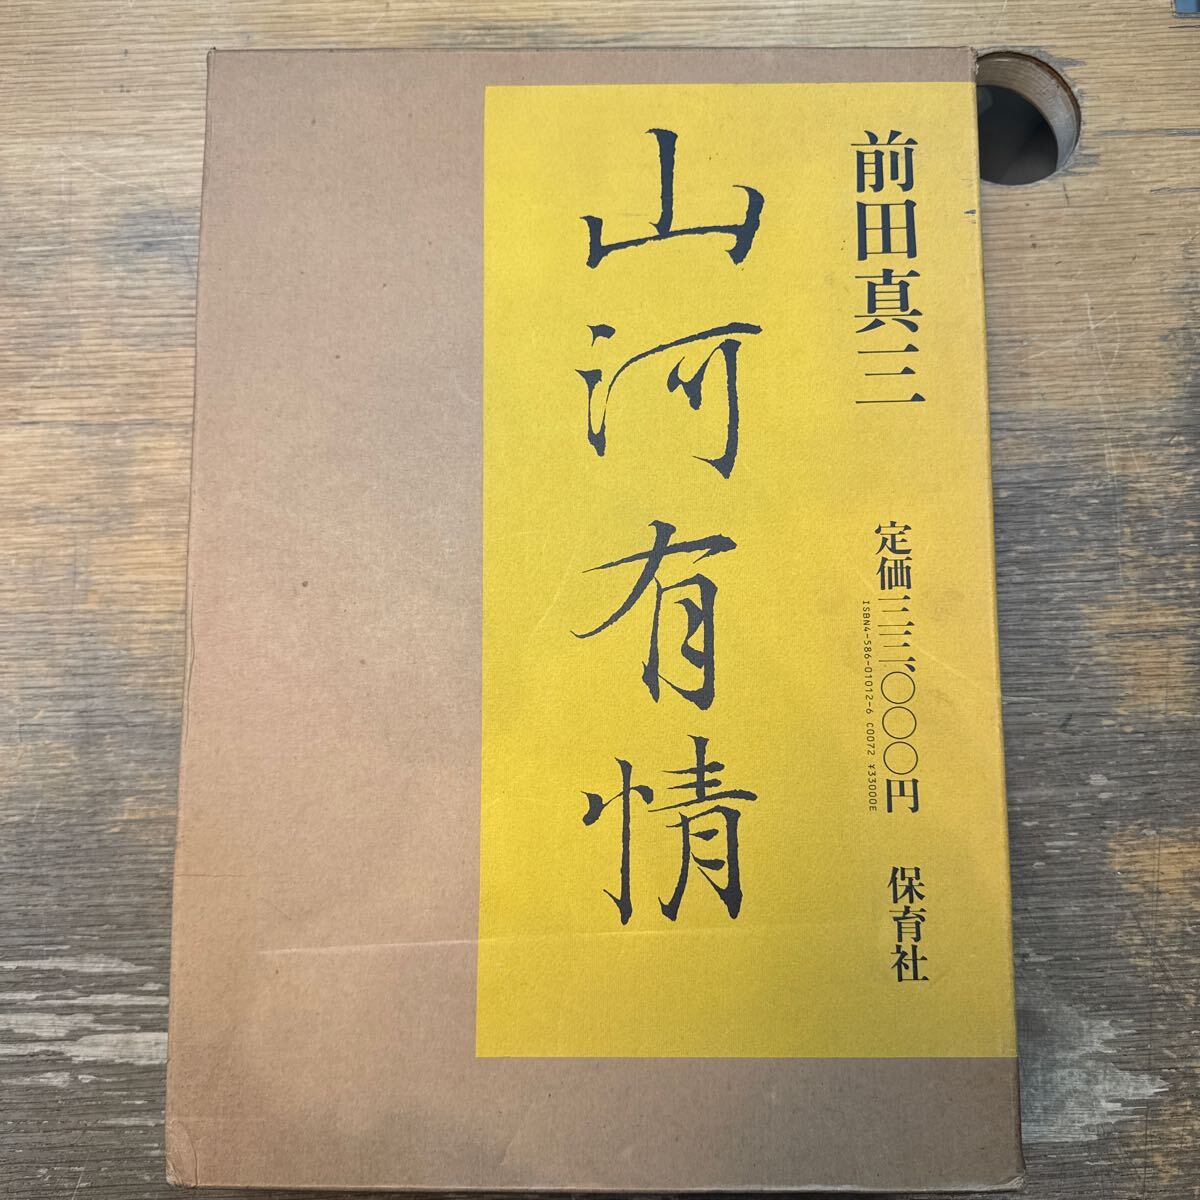 前田真三
定価三三、〇〇〇円
ISBN4-586-01012-6 C0072 ¥33000E
保育社
山河有情